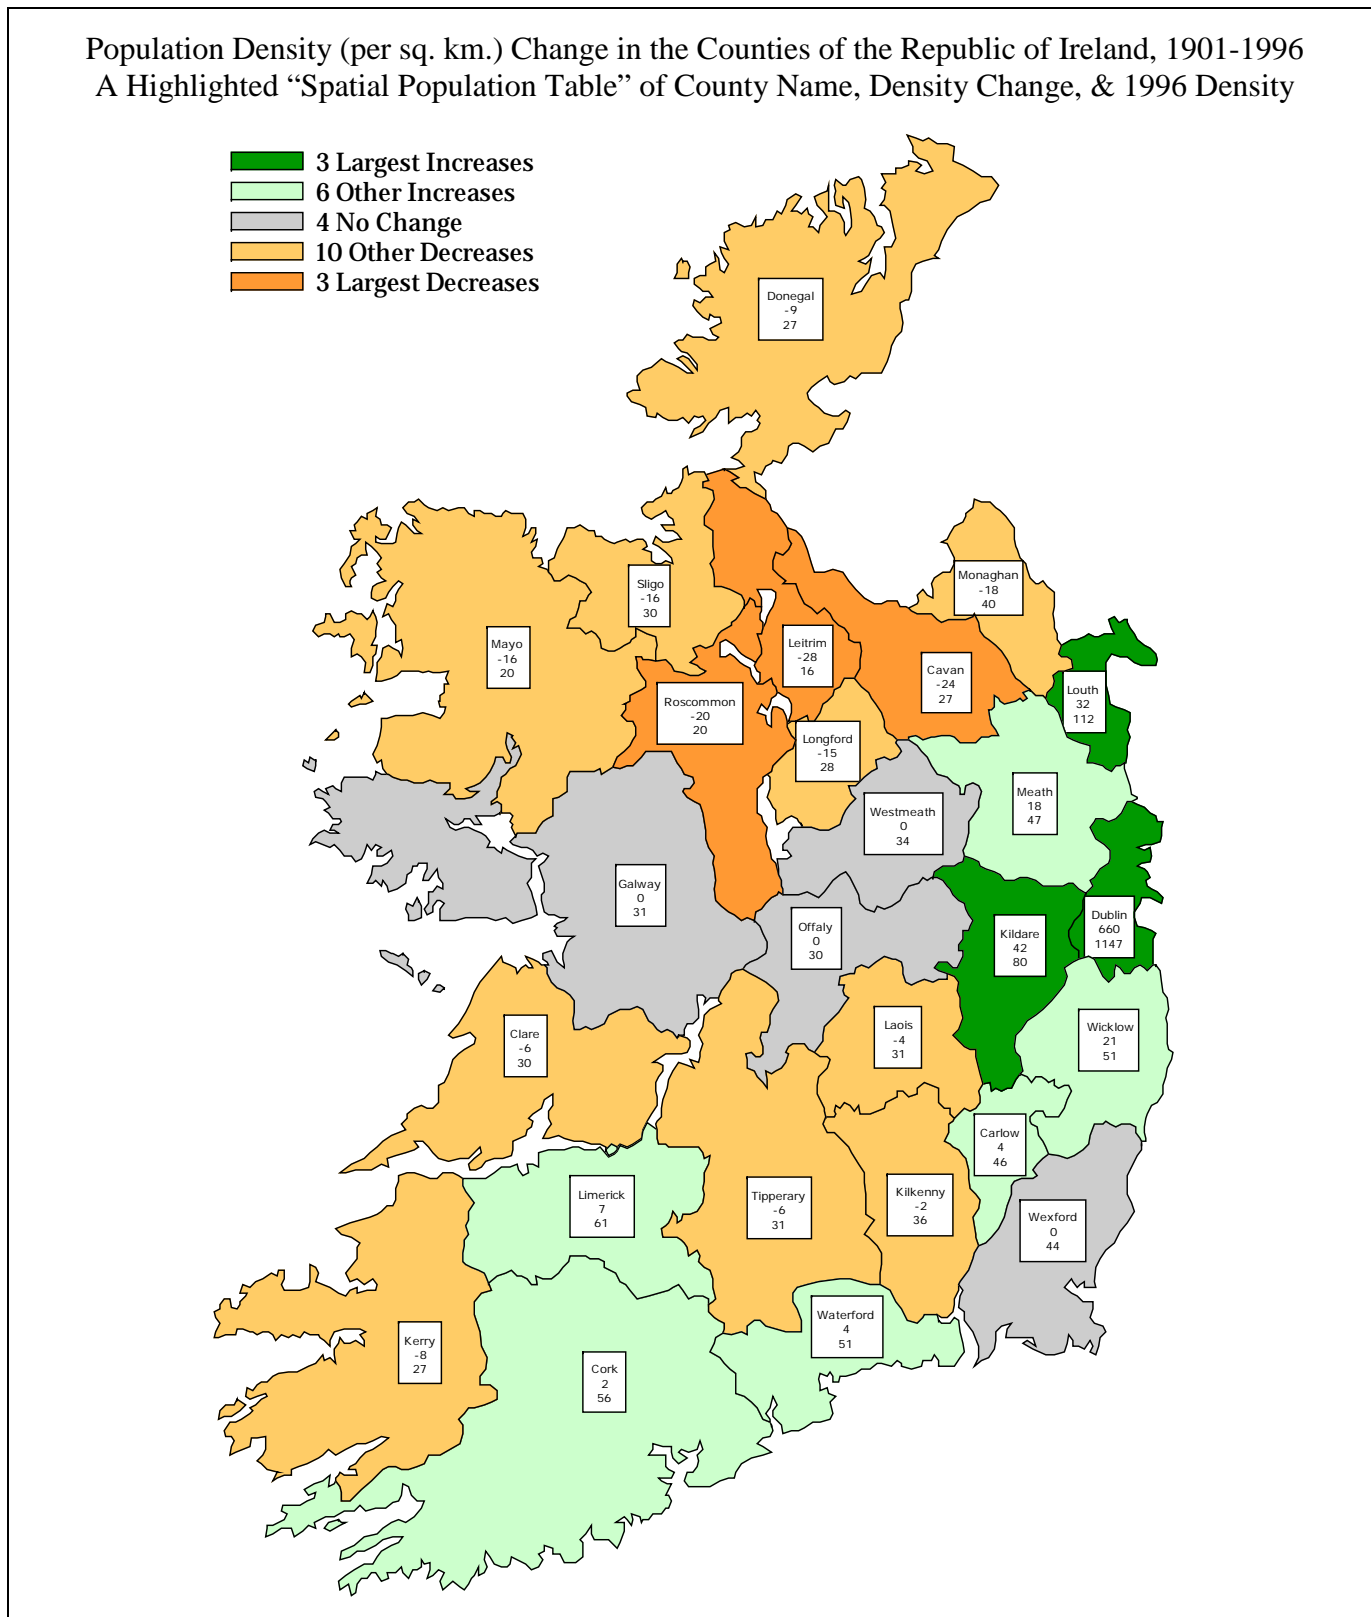 Population Density (per sq. km.) Change in the Counties of the Republic of Ireland, 1901-1996
A Highlighted “Spatial Population Table” of County Name, Density Change, & 1996 Density
3 Largest Increases
6 Other Increases
4 No Change
10 Other Decreases
3 Largest Decreases
Donegal
-9
27
Sligo
-16
30
Monaghan
-18
40
Mayo
-16
20
Leitrim
-28
16
Cavan
-24
27
Louth
32
112
Roscommon
-20
20
Longford
-15
28
Meath
18
47
Westmeath
0
34
Galway
0
31
Offaly
0
30
Kildare
42
80
Dublin
660
1147
Clare
-6
30
Laois
-4
31
Wicklow
21
51
Carlow
4
46
Limerick
7
61
Tipperary
-6
31
Kilkenny
-2
36
Wexford
0
44
Waterford
4
51
Kerry
-8
27
Cork
2
56